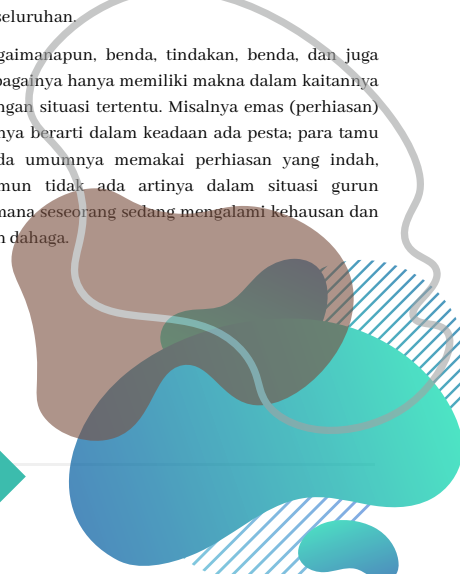 seluruhan.
gaimanapun, benda, tindakan, benda, dan juga
bagainya hanya memiliki makna dalam kaitannya
ngan situasi tertentu. Misalnya emas (perhiasan)
nya berarti dalam keadaan ada pesta; para tamu
da umumnya memakai perhiasan yang indah,
mun tidak ada artinya dalam situasi gurun
mana seseorang sedang mengalami kehausan dan
n dahaga.